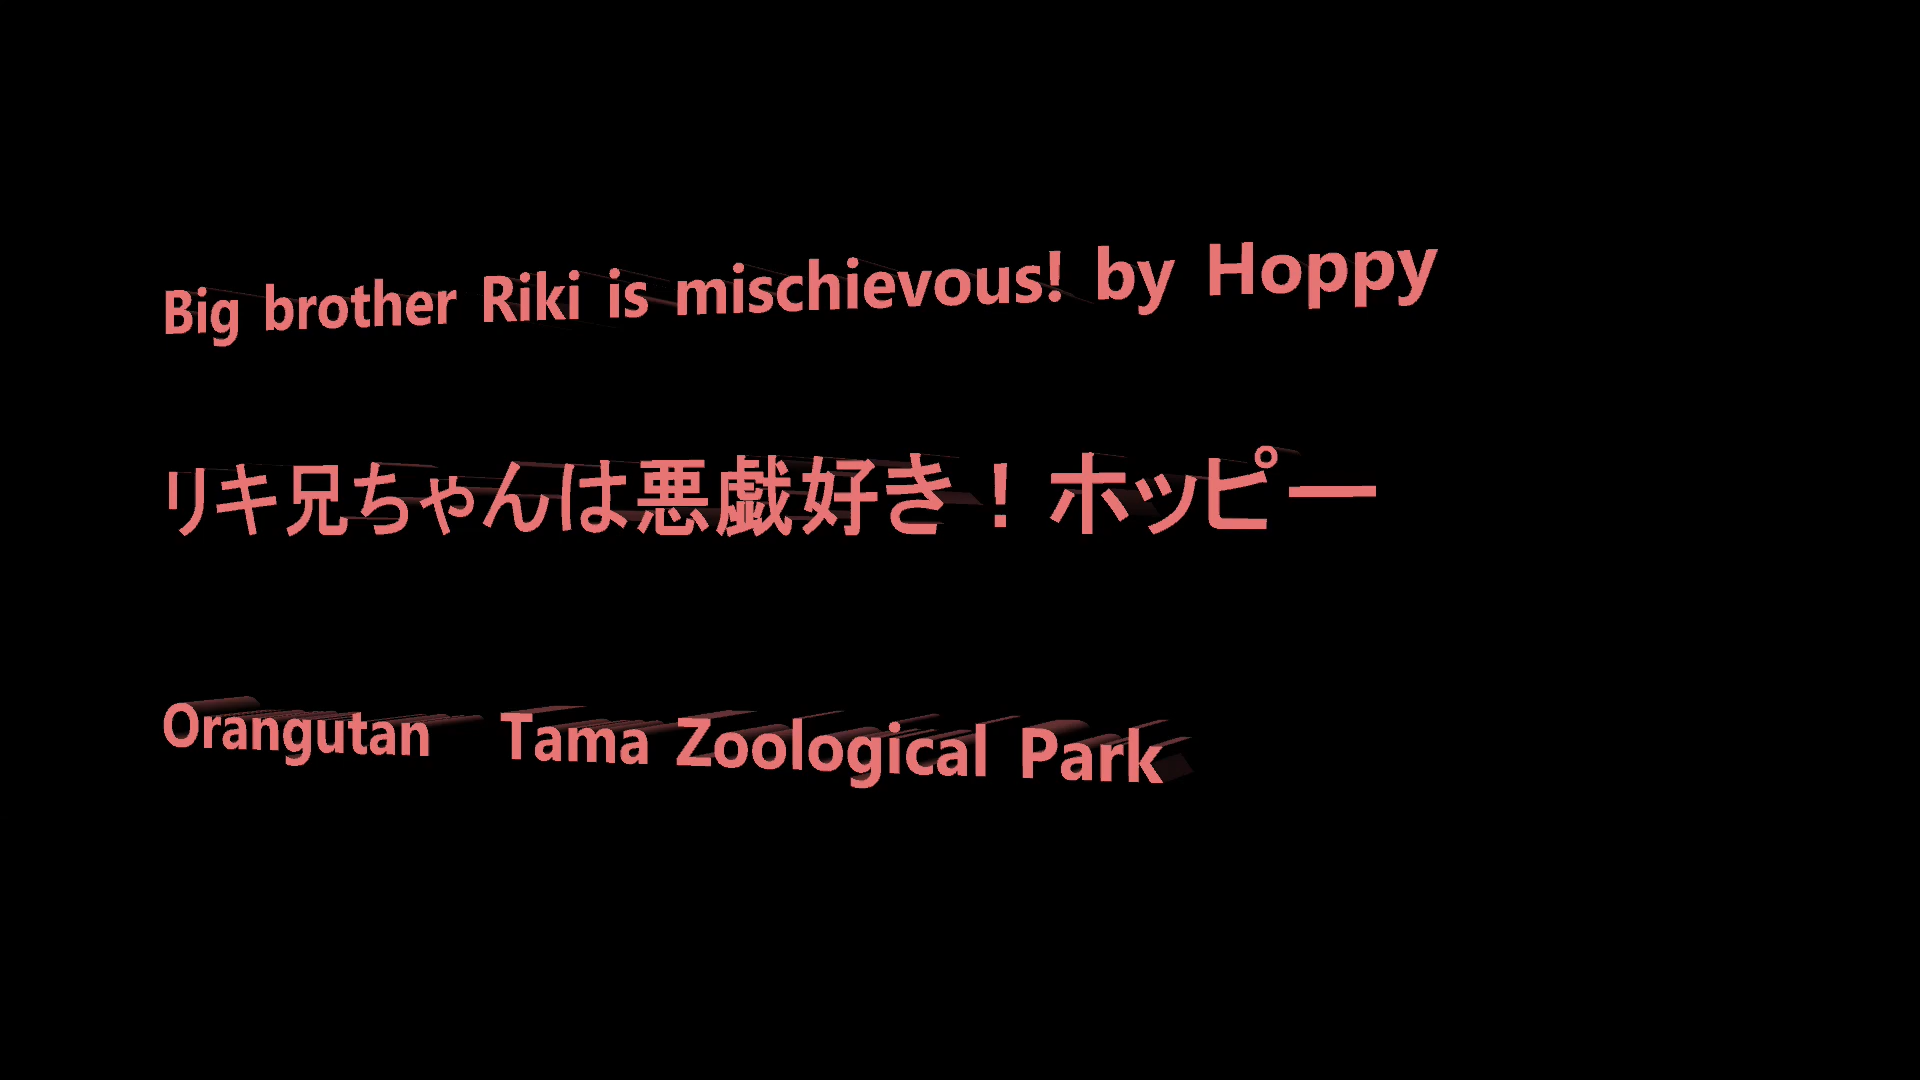 Big brother Riki is mischievous! by Hoppy
リキ兄ちゃんは悪戯好き！ホッピー
Orangutan Tama Zoological Park